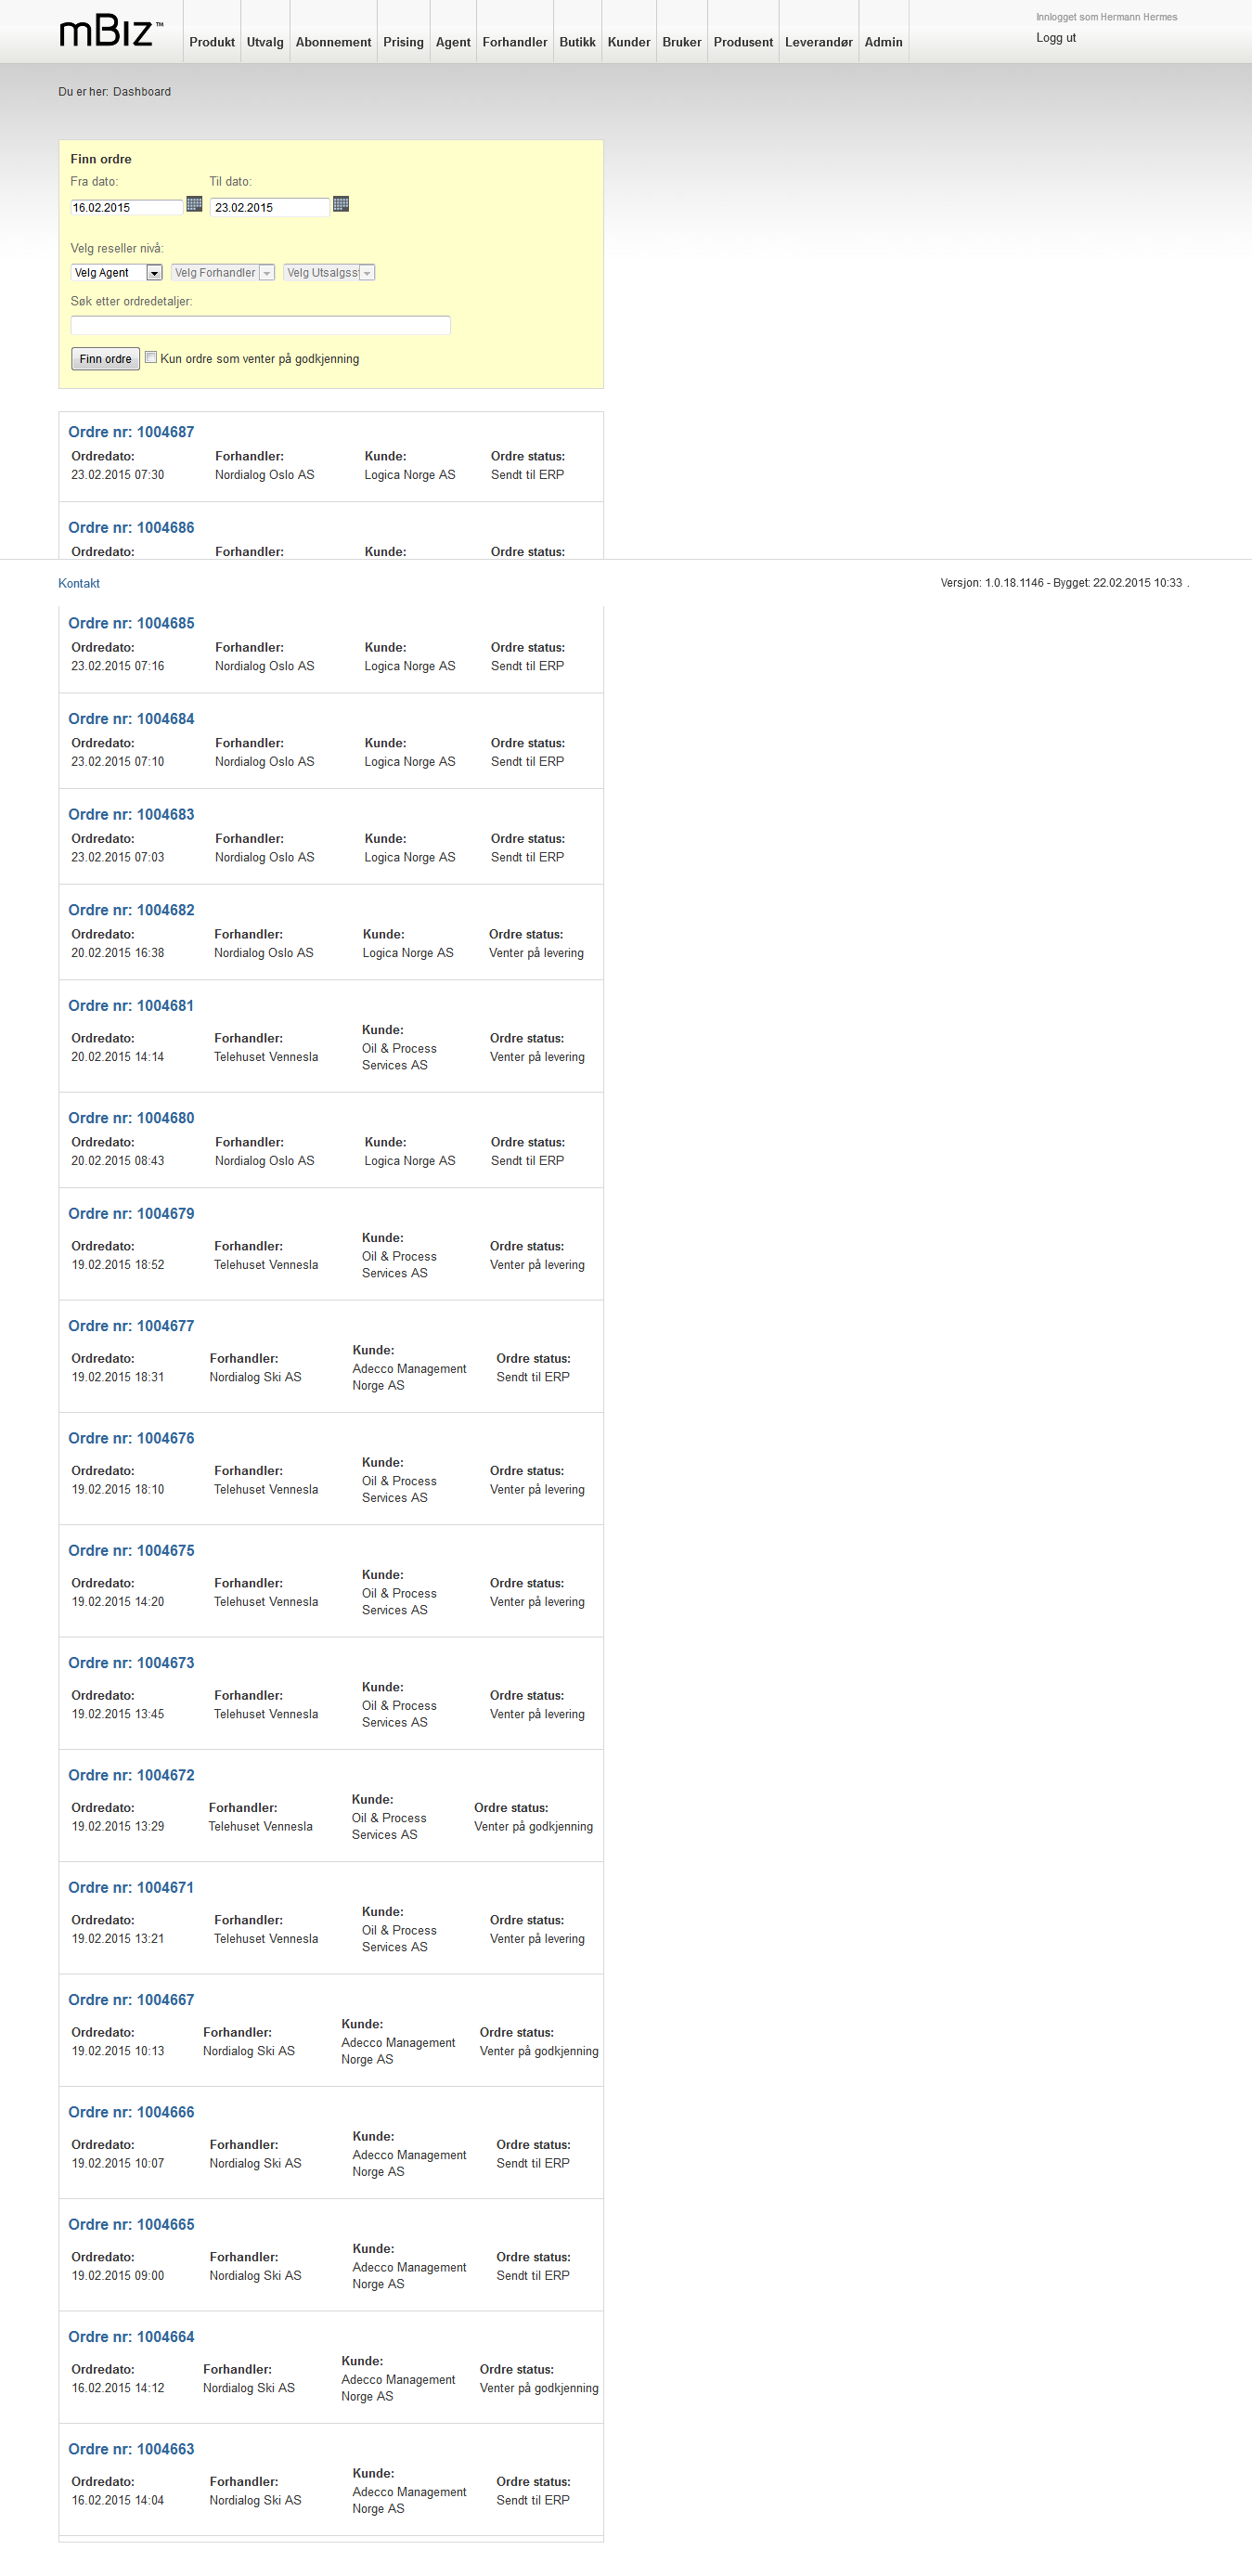 mBIZ™
Produkt Utvalg Abonnement Prising Agent Forhandler Butikk Kunder Bruker Produsent Leverandør Admin
Innlogget som Hermann Hermes
Logg ut
Du er her: Dashboard
Finn ordre
Fra dato: Til dato:
16.02.2015 23.02.2015
Velg reseller nivå:
Velg Agent Velg Forhandler Velg Utsalgsst
Søk etter ordredetaljer:
Finn ordre Kun ordre som venter på godkjenning
Ordre nr: 1004687
Ordredato: Forhandler: Kunde: Ordre status:
23.02.2015 07:30 Nordialog Oslo AS Logica Norge AS Sendt til ERP
Ordre nr: 1004686
Ordredato: Forhandler: Kunde: Ordre status:
Kontakt Versjon: 1.0.18.1146 - Bygget: 22.02.2015 10:33 .
Ordre nr: 1004685
Ordredato: Forhandler: Kunde: Ordre status:
23.02.2015 07:16 Nordialog Oslo AS Logica Norge AS Sendt til ERP
Ordre nr: 1004684
Ordredato: Forhandler: Kunde: Ordre status:
23.02.2015 07:10 Nordialog Oslo AS Logica Norge AS Sendt til ERP
Ordre nr: 1004683
Ordredato: Forhandler: Kunde: Ordre status:
23.02.2015 07:03 Nordialog Oslo AS Logica Norge AS Sendt til ERP
Ordre nr: 1004682
Ordredato: Forhandler: Kunde: Ordre status:
20.02.2015 16:38 Nordialog Oslo AS Logica Norge AS Venter på levering
Ordre nr: 1004681
Kunde:
Ordredato: Forhandler: Ordre status:
Oil & Process
20.02.2015 14:14 Telehuset Vennesla Venter på levering
Services AS
Ordre nr: 1004680
Ordredato: Forhandler: Kunde: Ordre status:
20.02.2015 08:43 Nordialog Oslo AS Logica Norge AS Sendt til ERP
Ordre nr: 1004679
Kunde:
Ordredato: Forhandler: Ordre status:
Oil & Process
19.02.2015 18:52 Telehuset Vennesla Venter på levering
Services AS
Ordre nr: 1004677
Kunde:
Ordredato: Forhandler: Ordre status:
Adecco Management
19.02.2015 18:31 Nordialog Ski AS Sendt til ERP
Norge AS
Ordre nr: 1004676
Kunde:
Ordredato: Forhandler: Ordre status:
Oil & Process
19.02.2015 18:10 Telehuset Vennesla Venter på levering
Services AS
Ordre nr: 1004675
Kunde:
Ordredato: Forhandler: Ordre status:
Oil & Process
19.02.2015 14:20 Telehuset Vennesla Venter på levering
Services AS
Ordre nr: 1004673
Kunde:
Ordredato: Forhandler: Ordre status:
Oil & Process
19.02.2015 13:45 Telehuset Vennesla Venter på levering
Services AS
Ordre nr: 1004672
Kunde:
Ordredato: Forhandler: Ordre status:
Oil & Process
19.02.2015 13:29 Telehuset Vennesla Venter på godkjenning
Services AS
Ordre nr: 1004671
Kunde:
Ordredato: Forhandler: Ordre status:
Oil & Process
19.02.2015 13:21 Telehuset Vennesla Venter på levering
Services AS
Ordre nr: 1004667
Kunde:
Ordredato: Forhandler: Ordre status:
Adecco Management
19.02.2015 10:13 Nordialog Ski AS Venter på godkjenning
Norge AS
Ordre nr: 1004666
Kunde:
Ordredato: Forhandler: Ordre status:
Adecco Management
19.02.2015 10:07 Nordialog Ski AS Sendt til ERP
Norge AS
Ordre nr: 1004665
Kunde:
Ordredato: Forhandler: Ordre status:
Adecco Management
19.02.2015 09:00 Nordialog Ski AS Sendt til ERP
Norge AS
Ordre nr: 1004664
Kunde:
Ordredato: Forhandler: Ordre status:
Adecco Management
16.02.2015 14:12 Nordialog Ski AS Venter på godkjenning
Norge AS
Ordre nr: 1004663
Kunde:
Ordredato: Forhandler: Ordre status:
Adecco Management
16.02.2015 14:04 Nordialog Ski AS Sendt til ERP
Norge AS